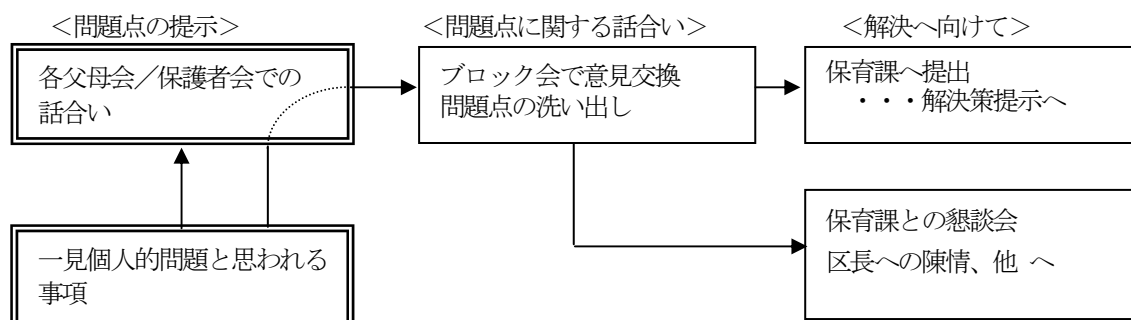 ＜問題点の提示＞
各父母会／保護者会での
話合い
一見個人的問題と思われる
事項
＜問題点に関する話合い＞
ブロック会で意見交換
問題点の洗い出し
＜解決へ向けて＞
保育課へ提出
・・・解決策提示へ
保育課との懇談会
区長への陳情、他 へ